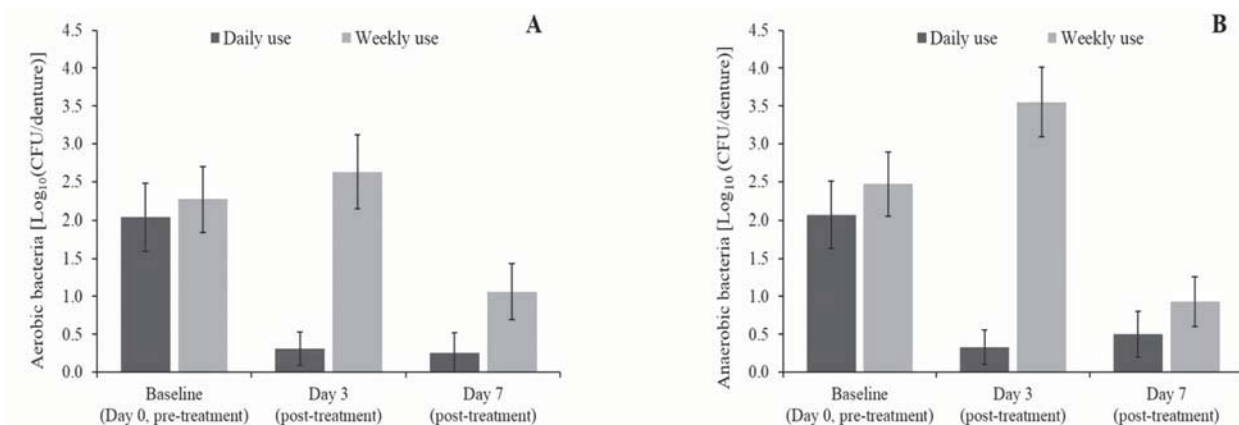 A
Daily use Weekly use
Aerobic bacteria [Log10(CFU/denture)]
4.5
4.0
3.5
3.0
2.5
2.0
1.5
1.0
0.5
0.0
Baseline
(Day 0, pre-treatment)
Day 3
(post-treatment)
Day 7
(post-treatment)
B
Daily use Weekly use
Anaerobic bacteria [Log10 (CFU/denture)]
4.5
4.0
3.5
3.0
2.5
2.0
1.5
1.0
0.5
0.0
Baseline
(Day 0, pre-treatment)
Day 3
(post-treatment)
Day 7
(post-treatment)